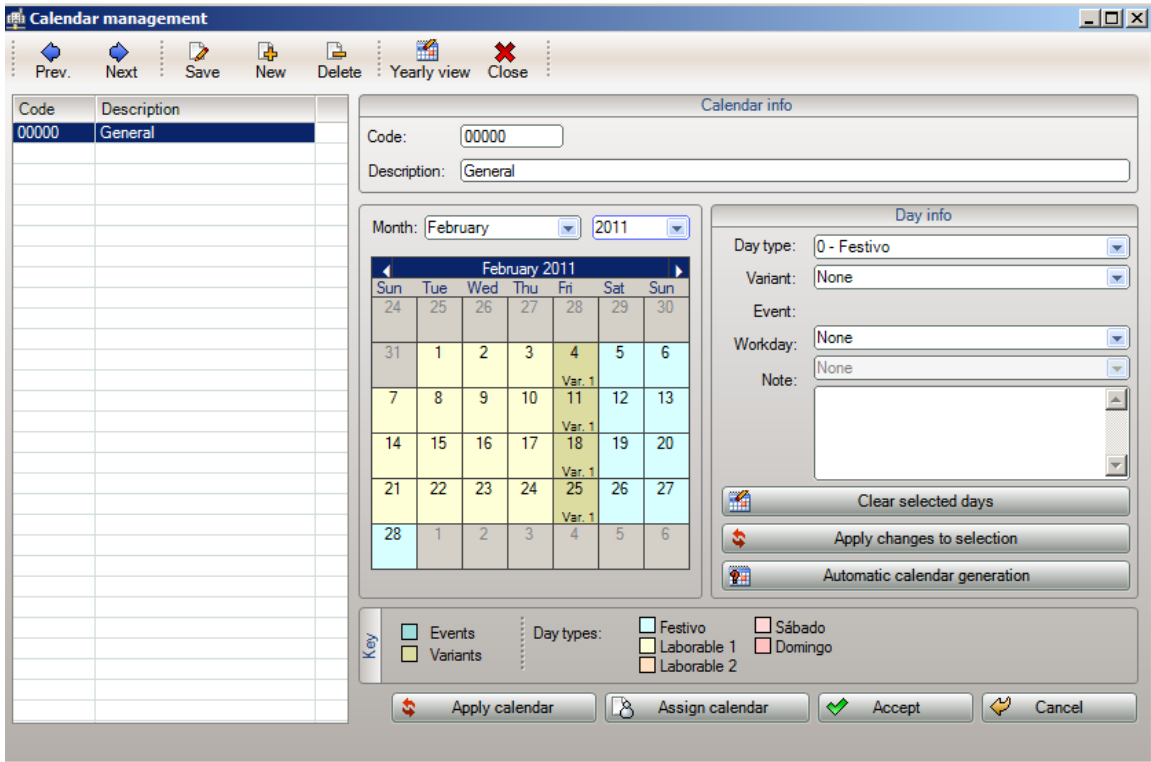 Calendar management
Prev. Next Save New Delete Yearly view Close
Code Description
00000 General
Calendar info
Code: 00000
Description: General
Month: February 2011
February 2011
Sun Tue Wed Thu Fri Sat Sun
24 25 26 27 28 29 30
31 1 2 3 4 5 6
Var. 1
7 8 9 10 11 12 13
Var. 1
14 15 16 17 18 19 20
Var. 1
21 22 23 24 25 26 27
Var. 1
28 1 2 3 4 5 6
Day info
Day type: 0 - Festivo
Variant: None
Event:
Workday: None
None
Note:
Clear selected days
Apply changes to selection
Automatic calendar generation
Key
Events
Variants
Day types:
Festivo
Laborable 1
Laborable 2
Sábado
Domingo
Apply calendar Assign calendar Accept Cancel